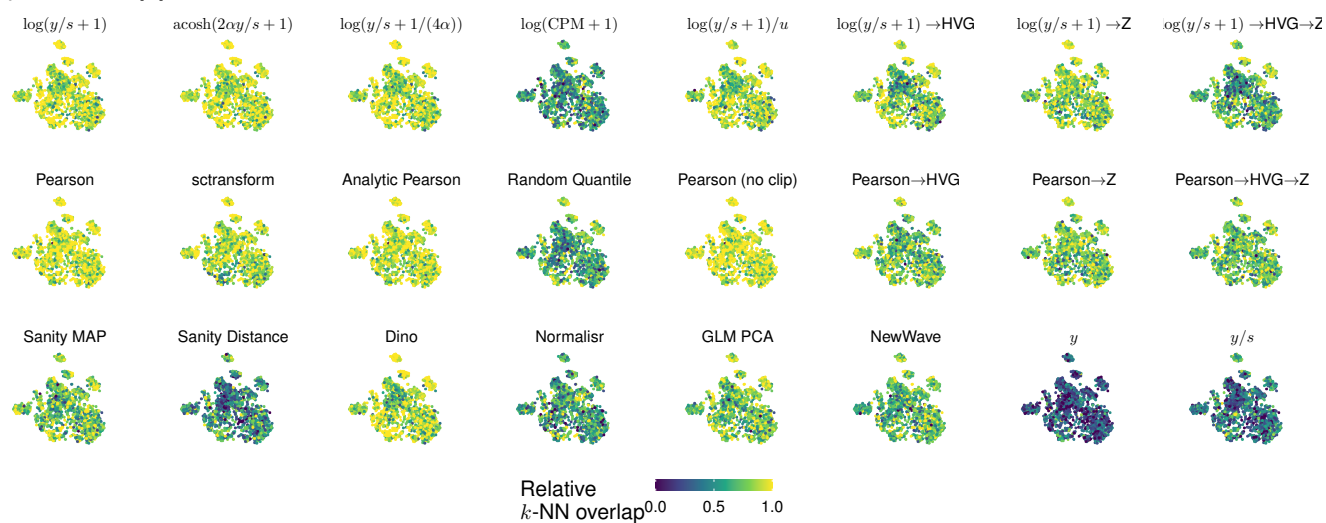 log(y/s + 1) acosh(2αy/s + 1) log(y/s + 1/(4α)) log(CPM + 1) log(y/s + 1)/u log(y/s + 1) →HVG log(y/s + 1) →Z log(y/s + 1) →HVG→Z
Pearson sctransform Analytic Pearson Random Quantile Pearson (no clip) Pearson→HVG Pearson→Z Pearson→HVG→Z
Sanity MAP Sanity Distance Dino Normalisr GLM PCA NewWave y y/s
Relative
k-NN overlap 0.0 0.5 1.0